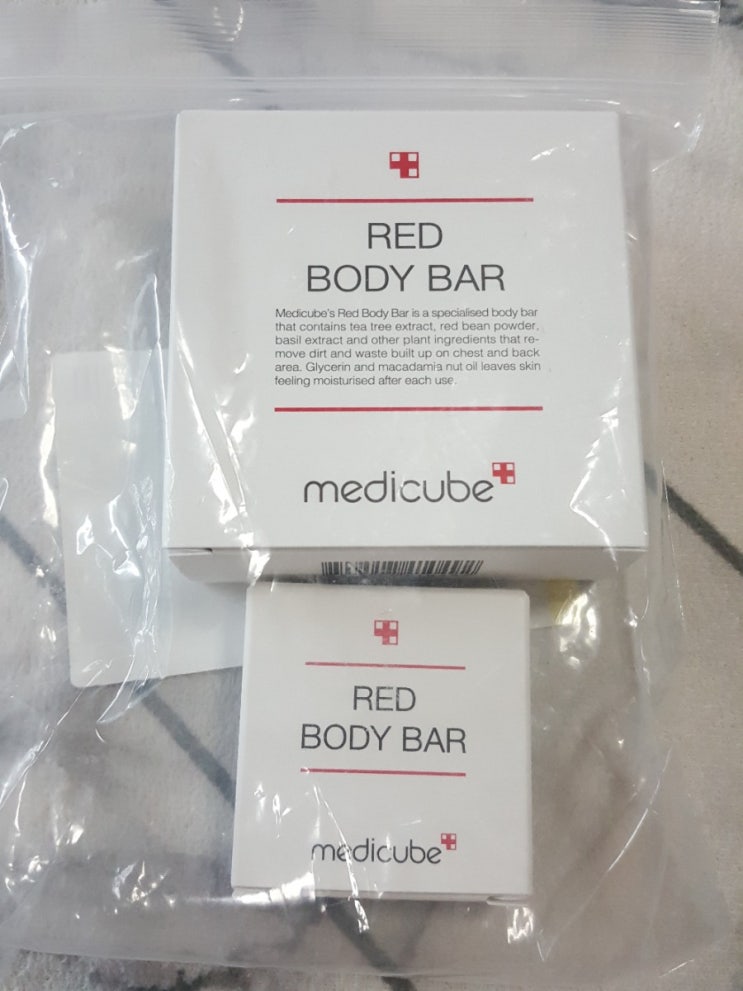 RED
BODY BAR
Medicube's Red Body Bar is a specialised body bar
that contains tea tree extract, red bean powder,
basil extract and other plant ingredients that re-
move dirt and waste built up on chest and back
area. Glycerin and macadamia nut oil leaves skin
feeling moisturised after each use.
medicube
RED
BODY BAR
medicube